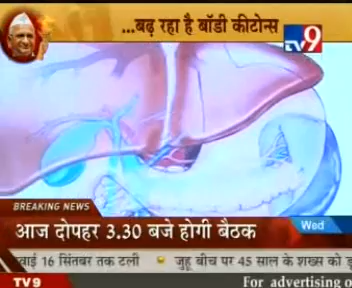 ...बढ़ रहा है बॉडी कीटोन्स
TV9
BREAKING NEWS
आज दोपहर 3.30 बजे होगी बैठक
Wed
वाई 16 सितंबर तक टली जुहू बीच पर 45 साल के शख्स को
TV9 For advertising